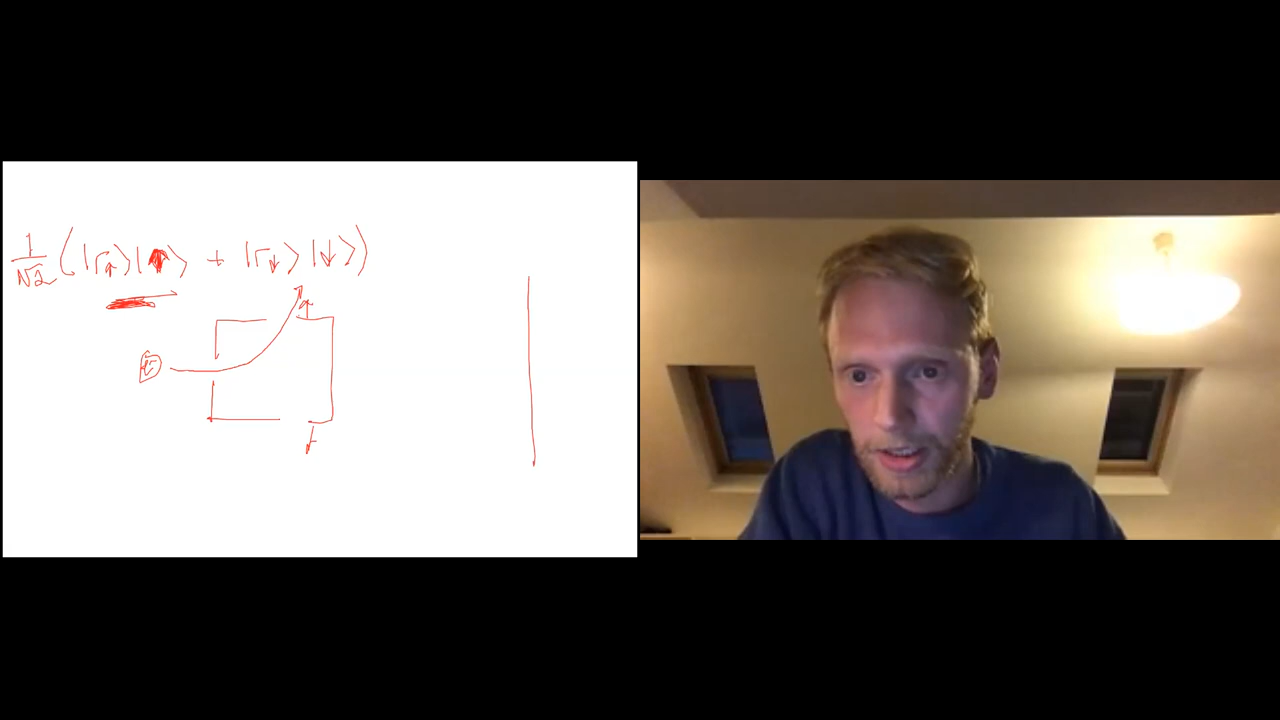 1/√2 (|r↑⟩|↑⟩ + |r↓⟩|↓⟩)
↑